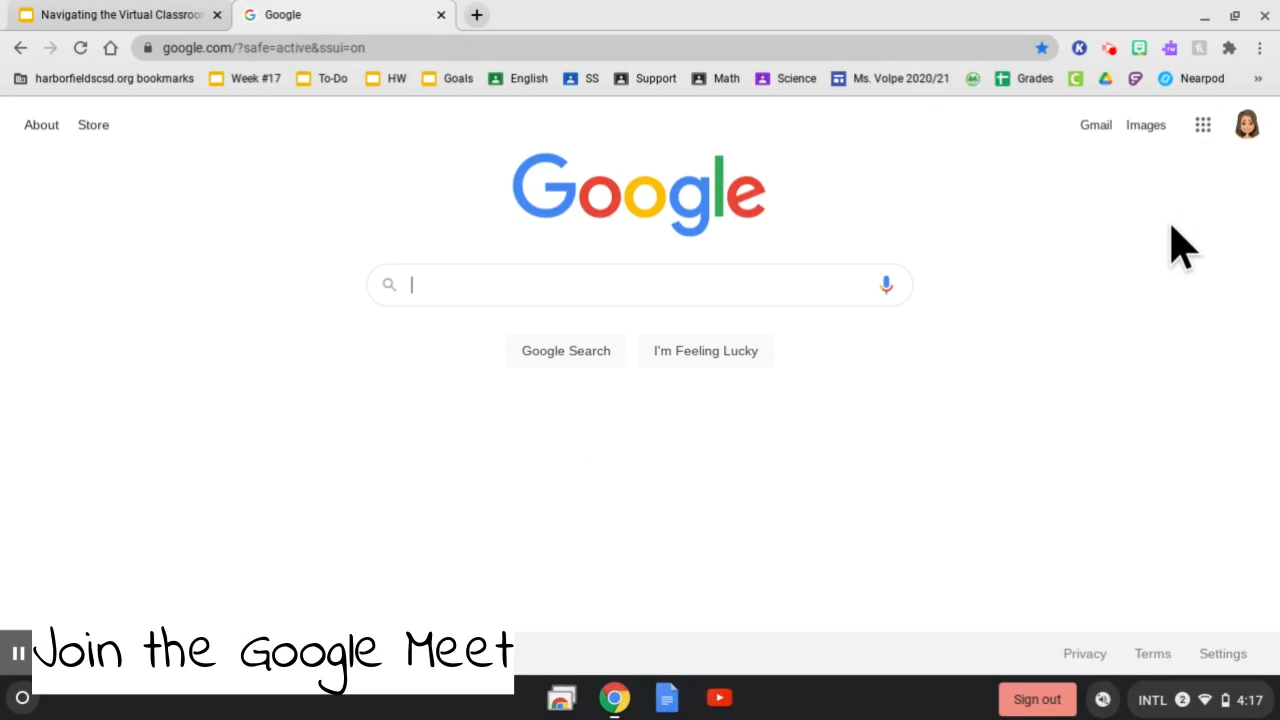 Navigating the Virtual Classroor
Google
google.com/?safe=active&ssui=on
harborfieldscsd.org bookmarks Week #17 To-Do HW Goals English SS Support Math Science Ms. Volpe 2020/21 Grades Nearpod »
About Store Gmail Images
Google
Google Search I'm Feeling Lucky
Join the Google Meet
Privacy Terms Settings
Sign out INTL 2 4:17